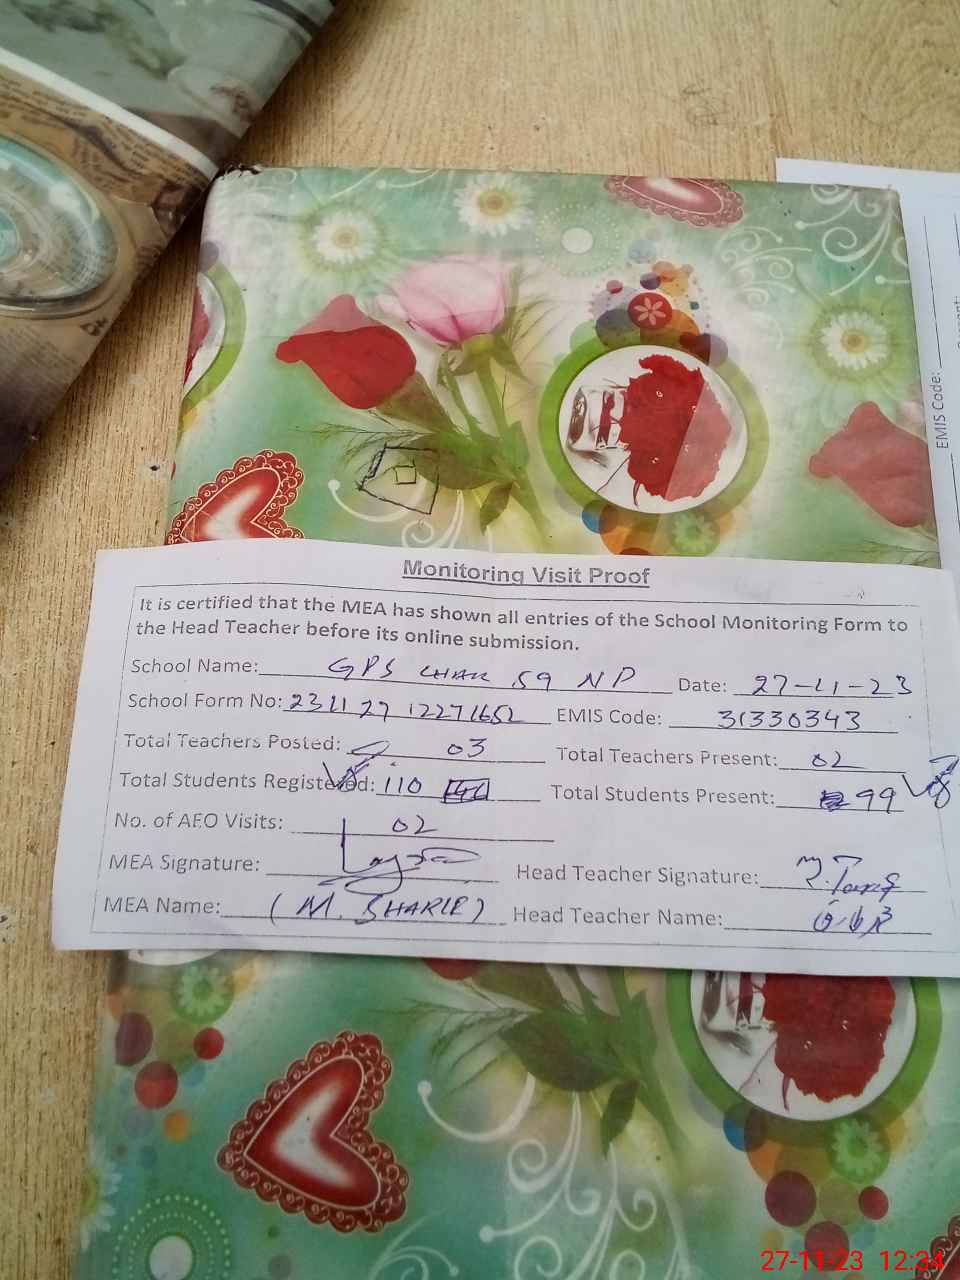 Monitoring Visit Proof
It is certified that the MEA has shown all entries of the School Monitoring Form to
the Head Teacher before its online submission.
School Name: GPS CHAK 59 NP Date: 27-11-23
School Form No: EMIS Code: 31330343
Total Teachers Posted: 03 Total Teachers Present: 02
Total Students Registered: 110 Total Students Present: 99
No. of AEO Visits: 02
MEA Signature: Head Teacher Signature:
MEA Name: (M. SHARIF) Head Teacher Name:
EMIS Code:
27-11-23 12:34